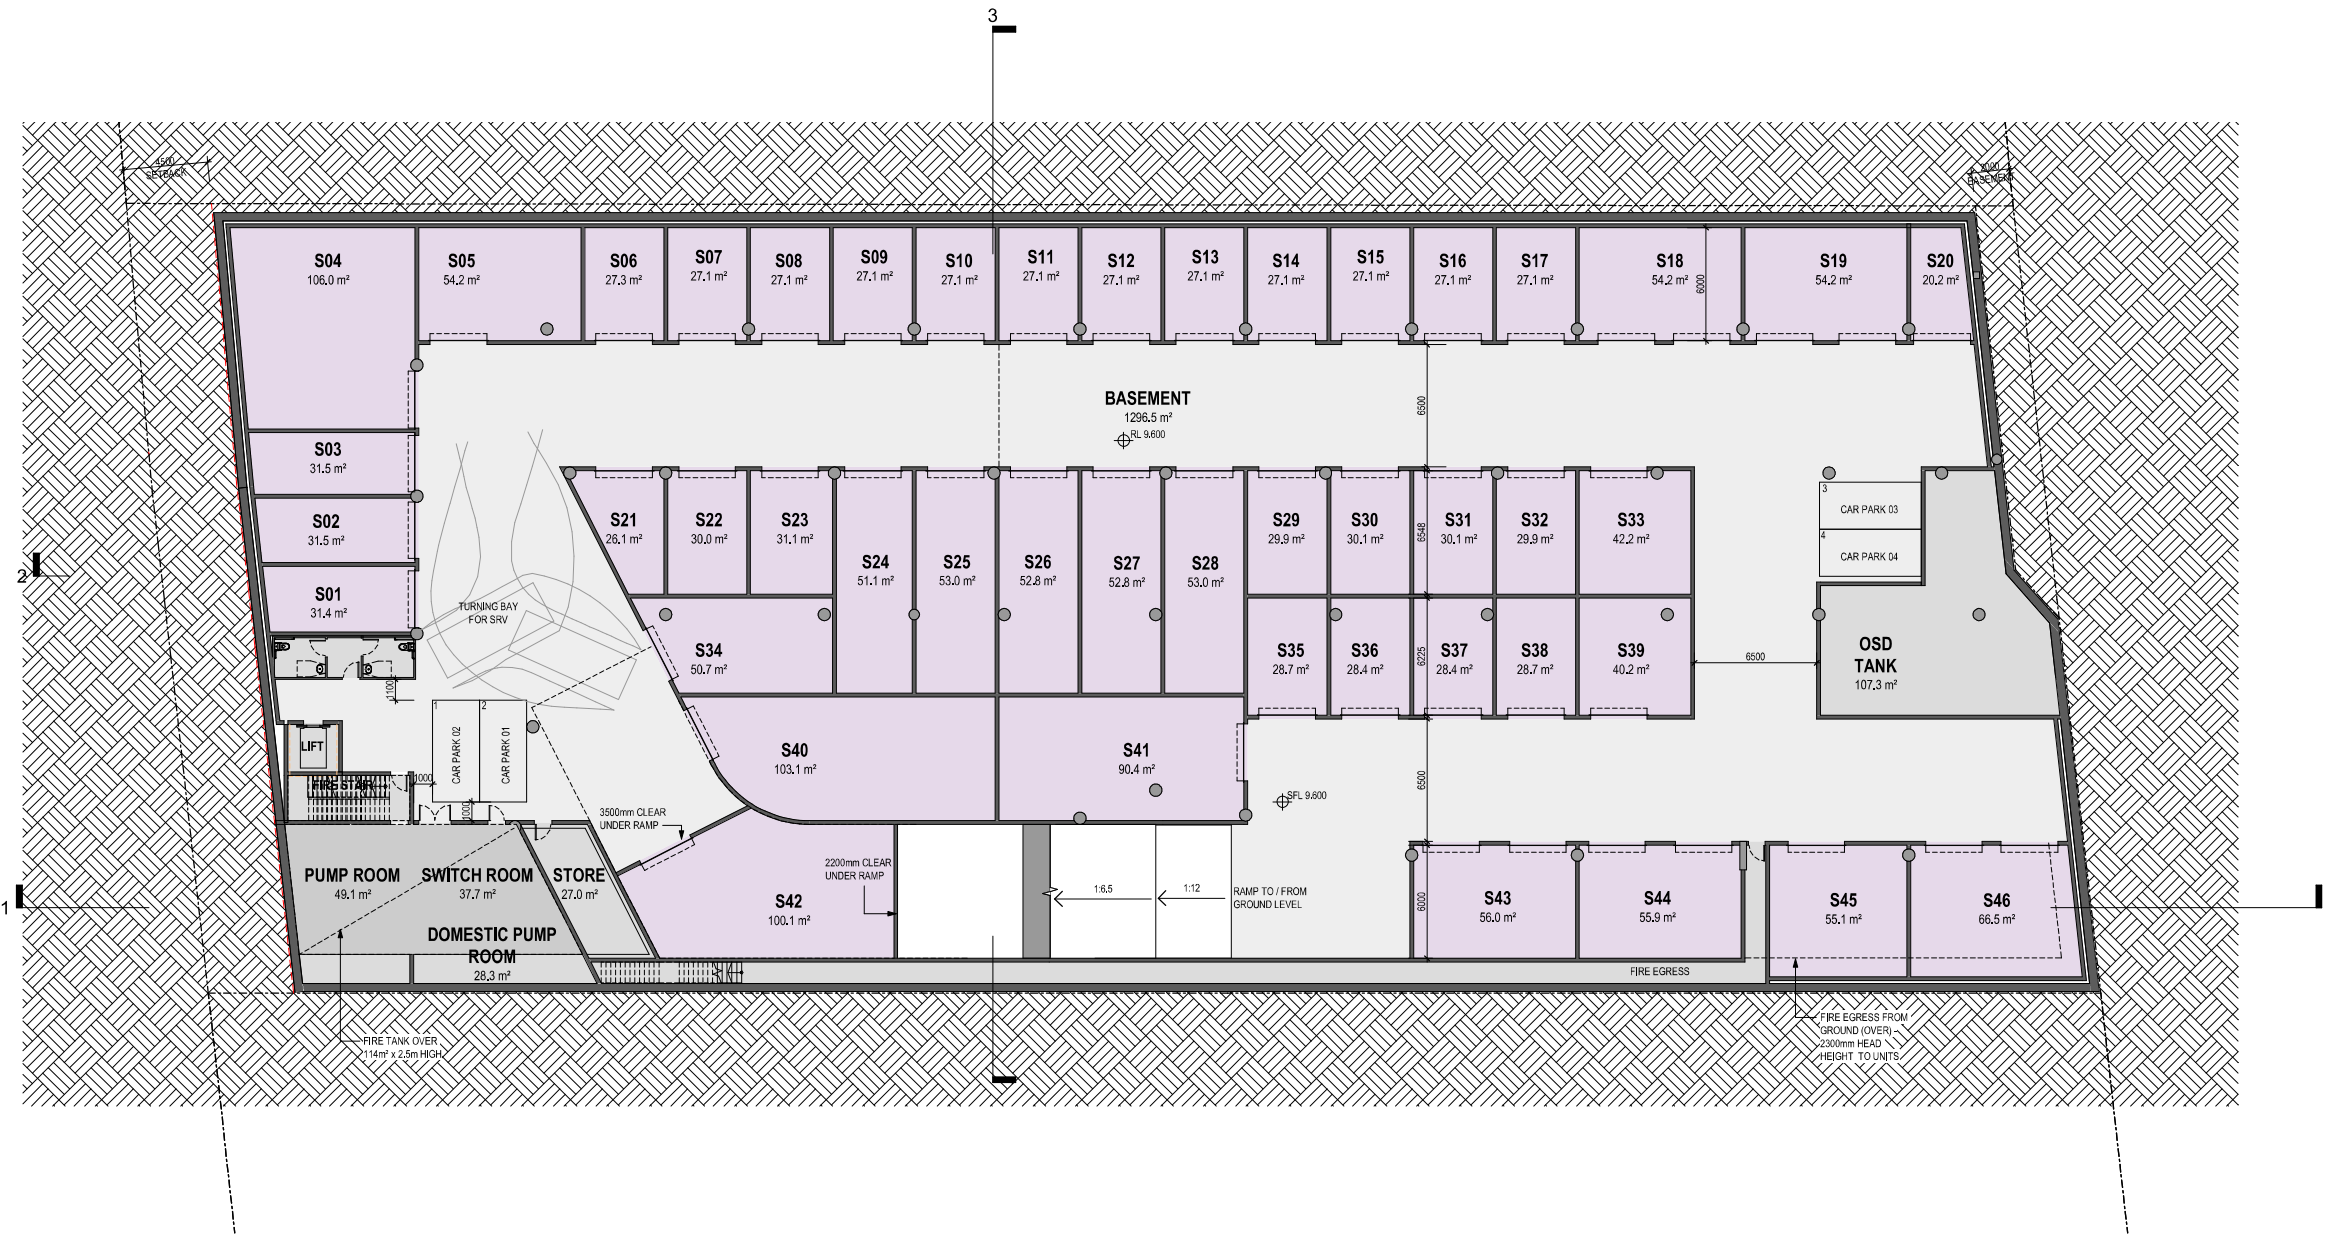 3
4500
SETBACK
2000
EASEMENT
S04
106.0 m²
S05
54.2 m²
S06
27.3 m²
S07
27.1 m²
S08
27.1 m²
S09
27.1 m²
S10
27.1 m²
S11
27.1 m²
S12
27.1 m²
S13
27.1 m²
S14
27.1 m²
S15
27.1 m²
S16
27.1 m²
S17
27.1 m²
S18
54.2 m²
6000
S19
54.2 m²
S20
20.2 m²
BASEMENT
1296.5 m²
RL 9.600
6500
S03
31.5 m²
S02
31.5 m²
S01
31.4 m²
2
TURNING BAY
FOR SRV
S21
26.1 m²
S22
30.0 m²
S23
31.1 m²
S24
51.1 m²
S25
53.0 m²
S26
52.8 m²
S27
52.8 m²
S28
53.0 m²
S29
29.9 m²
S30
30.1 m²
6548
S31
30.1 m²
S32
29.9 m²
S33
42.2 m²
3
CAR PARK 03
4
CAR PARK 04
S34
50.7 m²
S35
28.7 m²
S36
28.4 m²
6225
S37
28.4 m²
S38
28.7 m²
S39
40.2 m²
6500
OSD
TANK
107.3 m²
1100
1
CAR PARK 02
2
CAR PARK 01
LIFT
FIRE STAIR
1000
1000
S40
103.1 m²
S41
90.4 m²
SFL 9.600
6500
3500mm CLEAR
UNDER RAMP
PUMP ROOM
49.1 m²
SWITCH ROOM
37.7 m²
STORE
27.0 m²
DOMESTIC PUMP
ROOM
28.3 m²
S42
100.1 m²
2200mm CLEAR
UNDER RAMP
1:6.5
1:12
RAMP TO / FROM
GROUND LEVEL
6000
S43
56.0 m²
S44
55.9 m²
S45
55.1 m²
S46
66.5 m²
1
FIRE EGRESS
FIRE TANK OVER
114m² x 2.5m HIGH
FIRE EGRESS FROM
GROUND (OVER) -
2300mm HEAD
HEIGHT TO UNITS